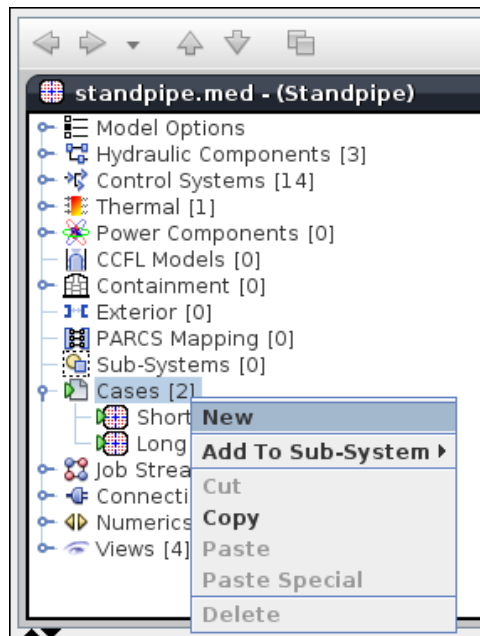 standpipe.med - (Standpipe)
Model Options
Hydraulic Components [3]
Control Systems [14]
Thermal [1]
Power Components [0]
CCFL Models [0]
Containment [0]
Exterior [0]
PARCS Mapping [0]
Sub-Systems [0]
Cases [2]
Short
Long
Job Strea
Connecti
Numerics
Views [4]
New
Add To Sub-System
Cut
Copy
Paste
Paste Special
Delete